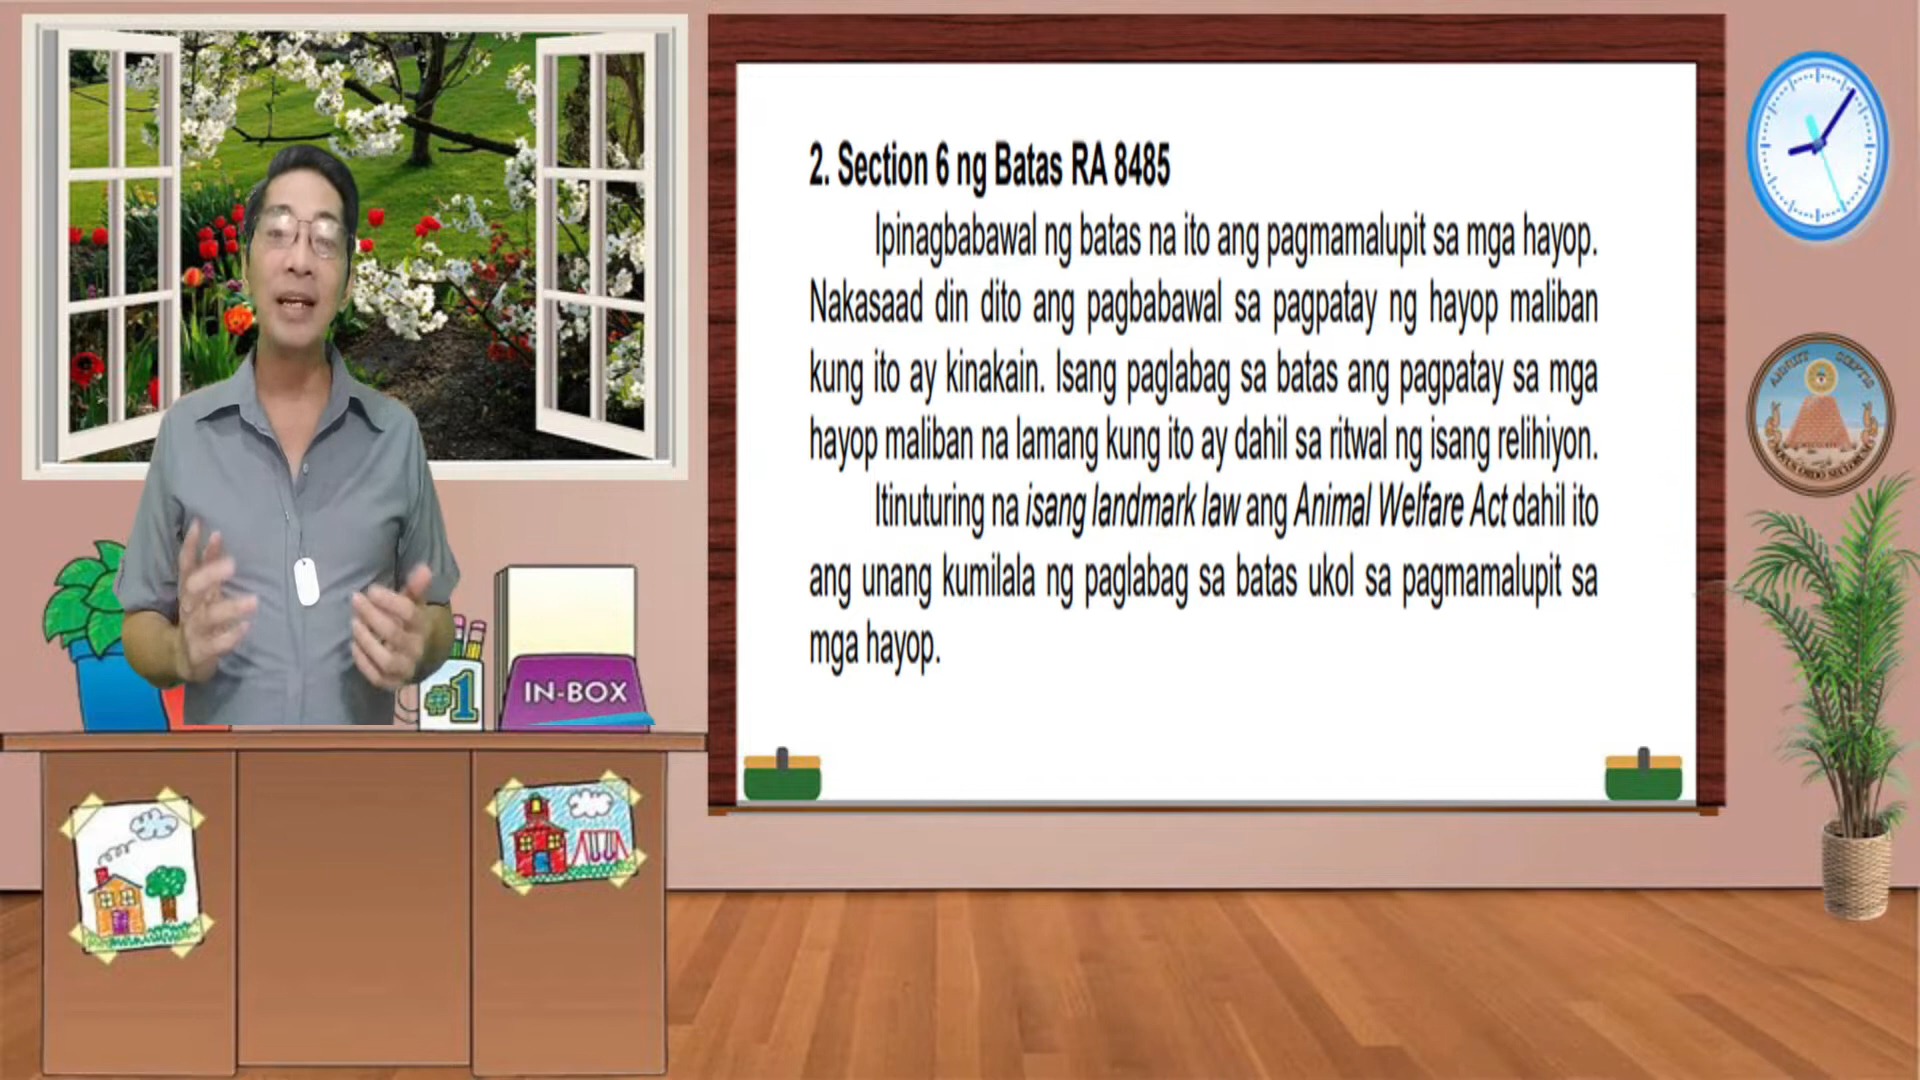 2. Section 6 ng Batas RA 8485
Ipinagbabawal ng batas na ito ang pagmamalupit sa mga hayop.
Nakasaad din dito ang pagbabawal sa pagpatay ng hayop maliban
kung ito ay kinakain. Isang paglabag sa batas ang pagpatay sa mga
hayop maliban na lamang kung ito ay dahil sa ritwal ng isang relihiyon.
Itinuturing na isang landmark law ang Animal Welfare Act dahil ito
ang unang kumilala ng paglabag sa batas ukol sa pagmamalupit sa
mga hayop.
#1
IN-BOX